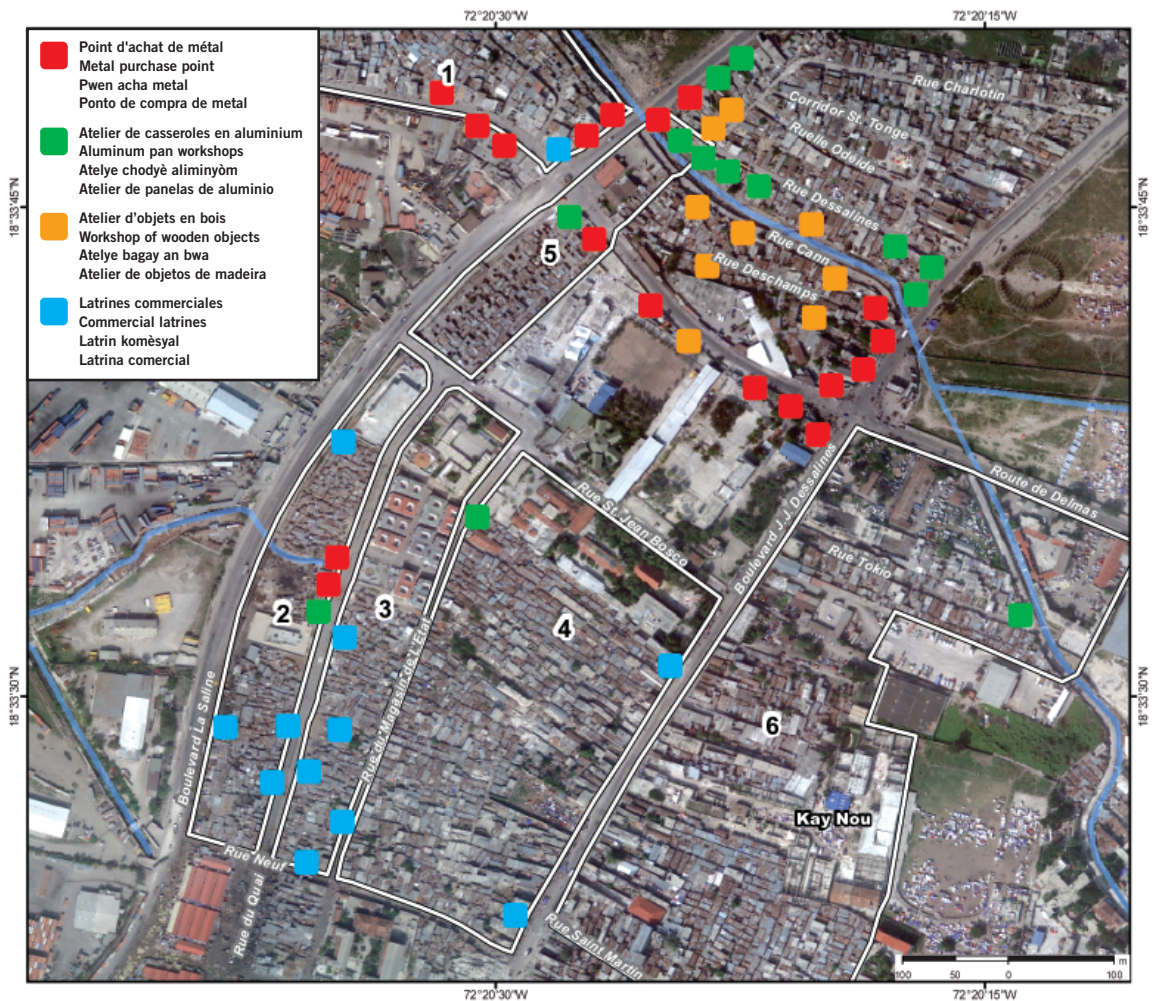 72°20'30"W
72°20'15"W
Point d'achat de métal
Metal purchase point
Pwen acha metal
Ponto de compra de metal
Atelier de casseroles en aluminium
Aluminum pan workshops
Atelye chodyè aliminyòm
Atelier de panelas de aluminio
Atelier d'objets en bois
Workshop of wooden objects
Atelye bagay an bwa
Atelier de objetos de madeira
Latrines commerciales
Commercial latrines
Latrin komèsyal
Latrina comercial
1
Rue Charlotin
Corridor St. Tonge
Ruelle Odeide
Rue Dessalines
18°33'45"N
18°33'45"N
5
Rue Cann
Rue Deschamps
Route de Delmas
Rue St. Jean Bosco
Boulevard J.J. Dessalines
Rue Tokio
2
3
4
Rue du Magasin de L'Etat
18°33'30"N
18°33'30"N
Boulevard La Saline
6
Kay Nou
Rue Neuf
Rue du Quai
Rue Saint Martin
100 50 0 100 m
72°20'30"W
72°20'15"W